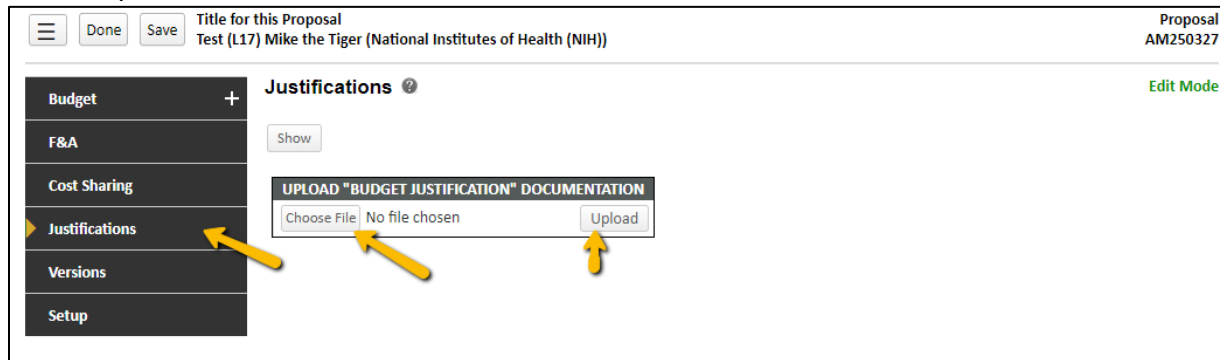 Done Save Title for this Proposal Proposal
Test (L17) Mike the Tiger (National Institutes of Health (NIH)) AM250327
Budget +
F&A
Cost Sharing
Justifications
Versions
Setup
Justifications ? Edit Mode
Show
UPLOAD "BUDGET JUSTIFICATION" DOCUMENTATION
Choose File No file chosen Upload